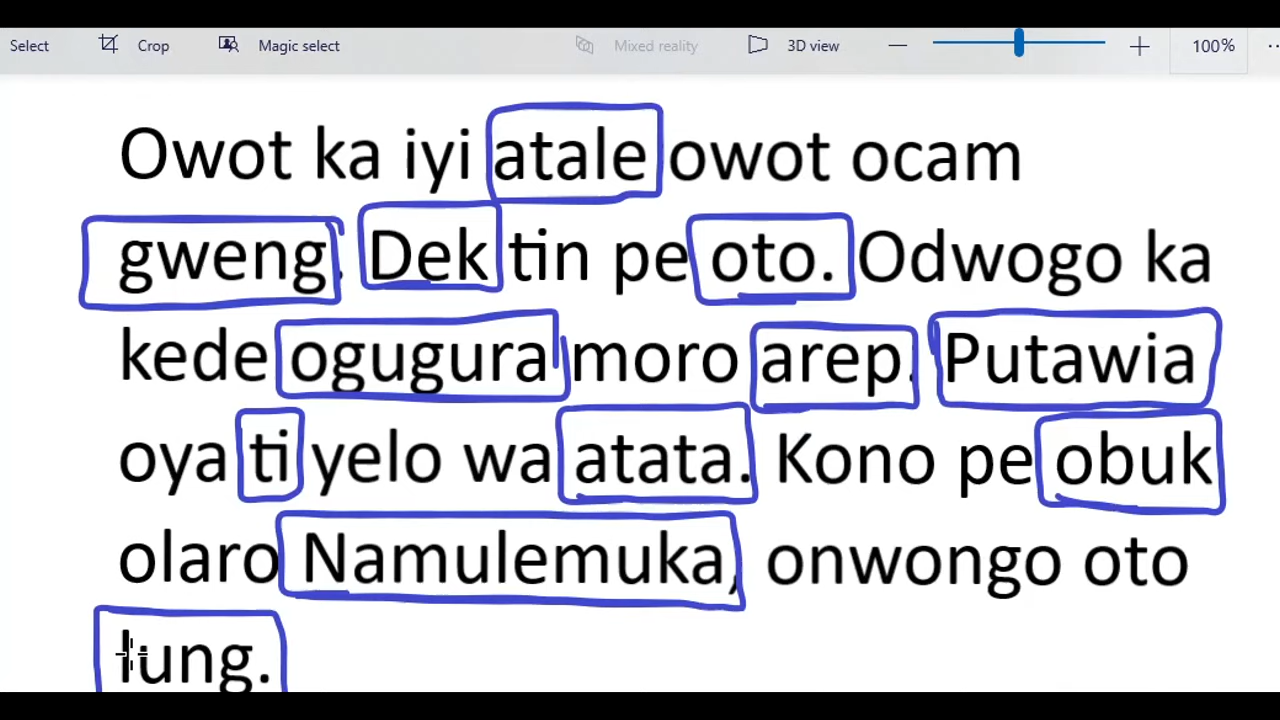 Select Crop Magic select Mixed reality 3D view 100%
Owot ka iyi atale owot ocam
gweng. Dek tin pe oto. Odwogo ka
kede ogugura moro arep. Putawia
oya ti yelo wa atata. Kono pe obuk
olaro Namulemuka, onwongo oto
lung.